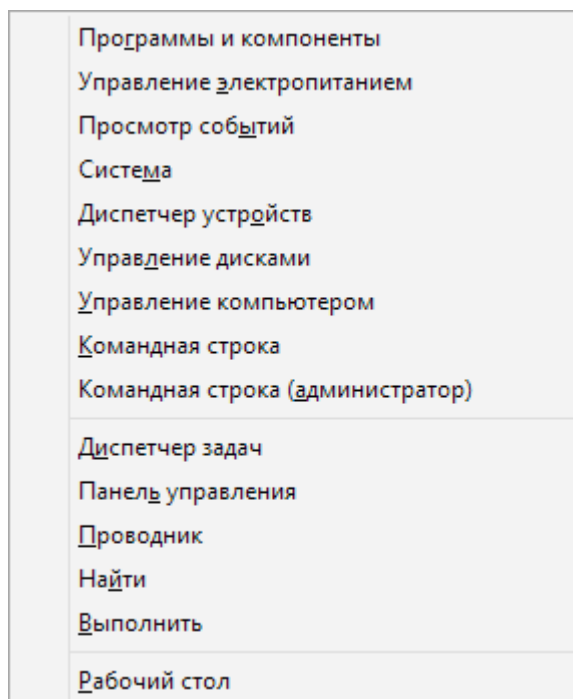 Программы и компоненты
Управление электропитанием
Просмотр событий
Система
Диспетчер устройств
Управление дисками
Управление компьютером
Командная строка
Командная строка (администратор)
Диспетчер задач
Панель управления
Проводник
Найти
Выполнить
Рабочий стол